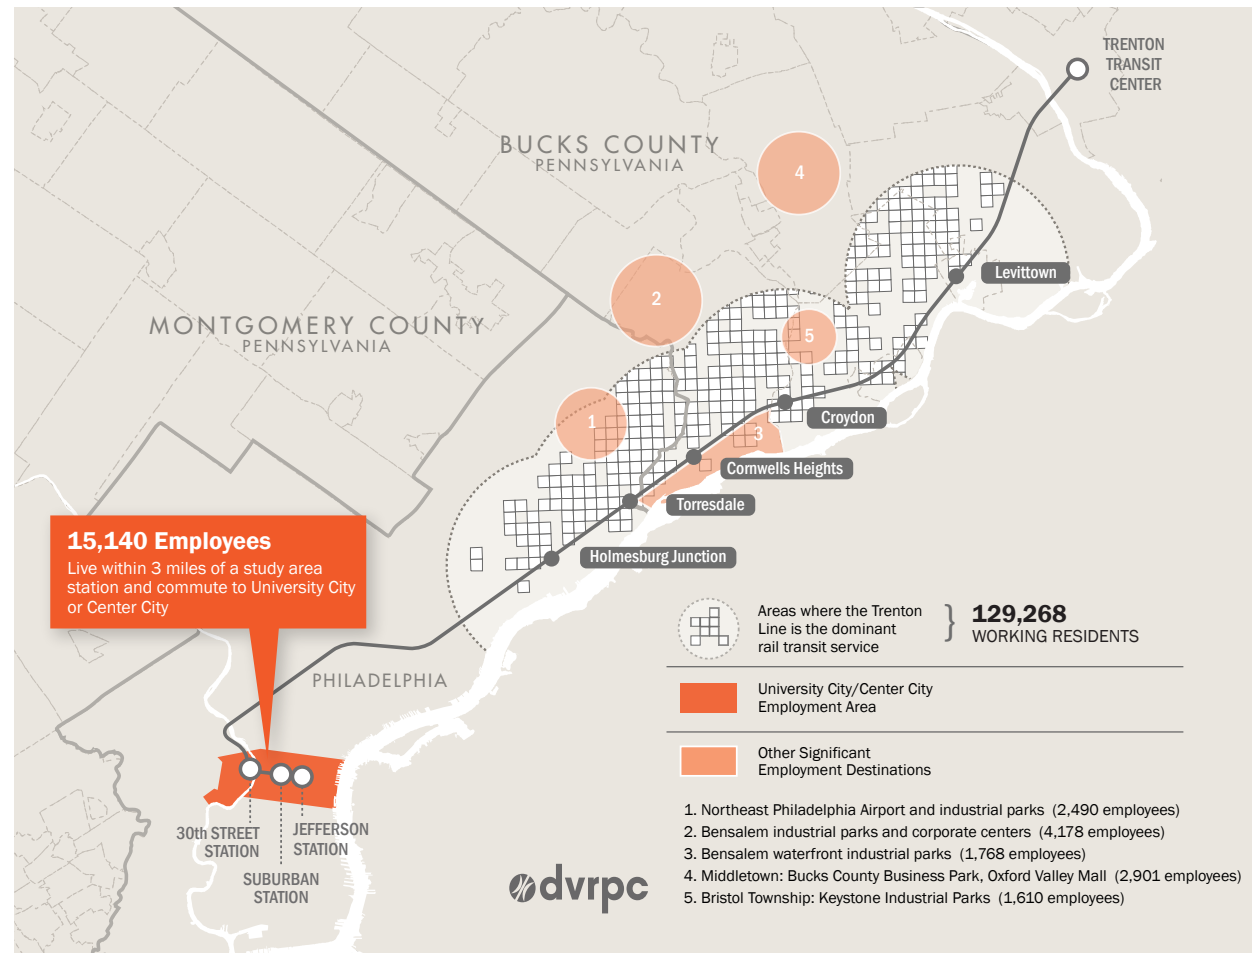 TRENTON
TRANSIT
CENTER
BUCKS COUNTY
PENNSYLVANIA
4
Levittown
2
MONTGOMERY COUNTY
PENNSYLVANIA
5
1
Croydon
3
Cornwells Heights
Torresdale
Holmesburg Junction
15,140 Employees
Live within 3 miles of a study area
station and commute to University City
or Center City
PHILADELPHIA
30th STREET
STATION
JEFFERSON
STATION
SUBURBAN
STATION
Areas where the Trenton
Line is the dominant
rail transit service
} 129,268
WORKING RESIDENTS
University City/Center City
Employment Area
Other Significant
Employment Destinations
1. Northeast Philadelphia Airport and industrial parks (2,490 employees)
2. Bensalem industrial parks and corporate centers (4,178 employees)
3. Bensalem waterfront industrial parks (1,768 employees)
4. Middletown: Bucks County Business Park, Oxford Valley Mall (2,901 employees)
5. Bristol Township: Keystone Industrial Parks (1,610 employees)
dvrpc